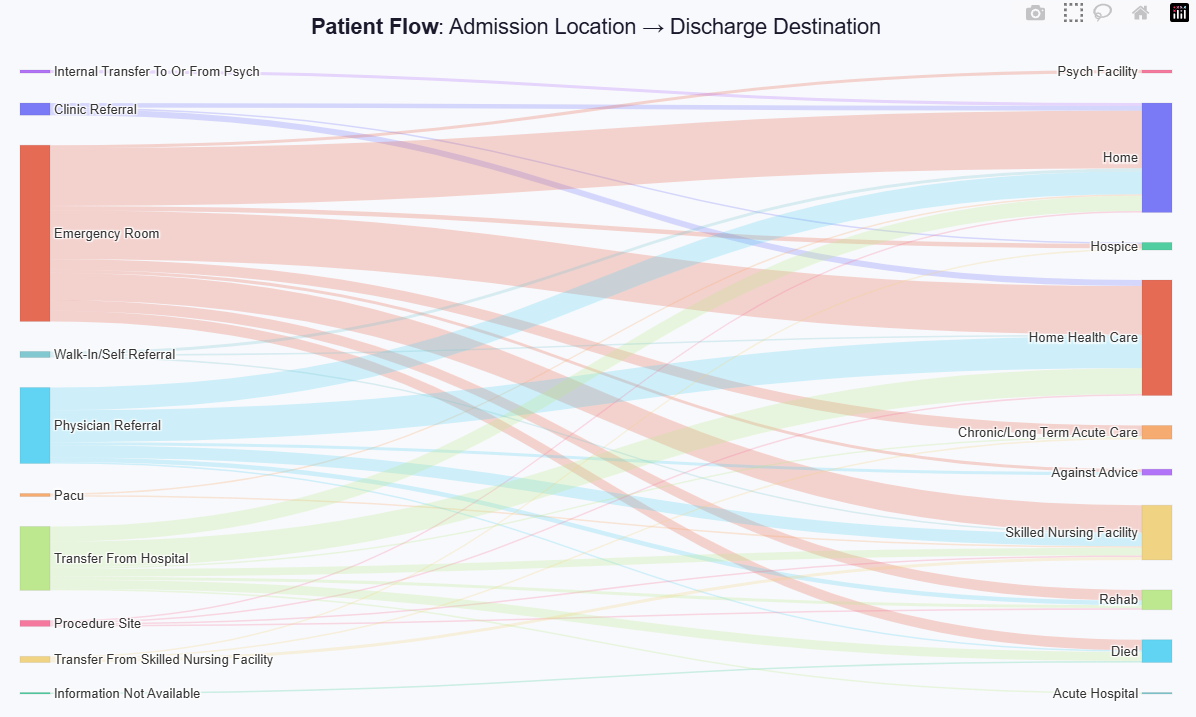 Patient Flow: Admission Location → Discharge Destination
Internal Transfer To Or From Psych
Psych Facility
Clinic Referral
Home
Emergency Room
Hospice
Home Health Care
Walk-In/Self Referral
Physician Referral
Chronic/Long Term Acute Care
Against Advice
Pacu
Skilled Nursing Facility
Transfer From Hospital
Rehab
Procedure Site
Died
Transfer From Skilled Nursing Facility
Information Not Available
Acute Hospital